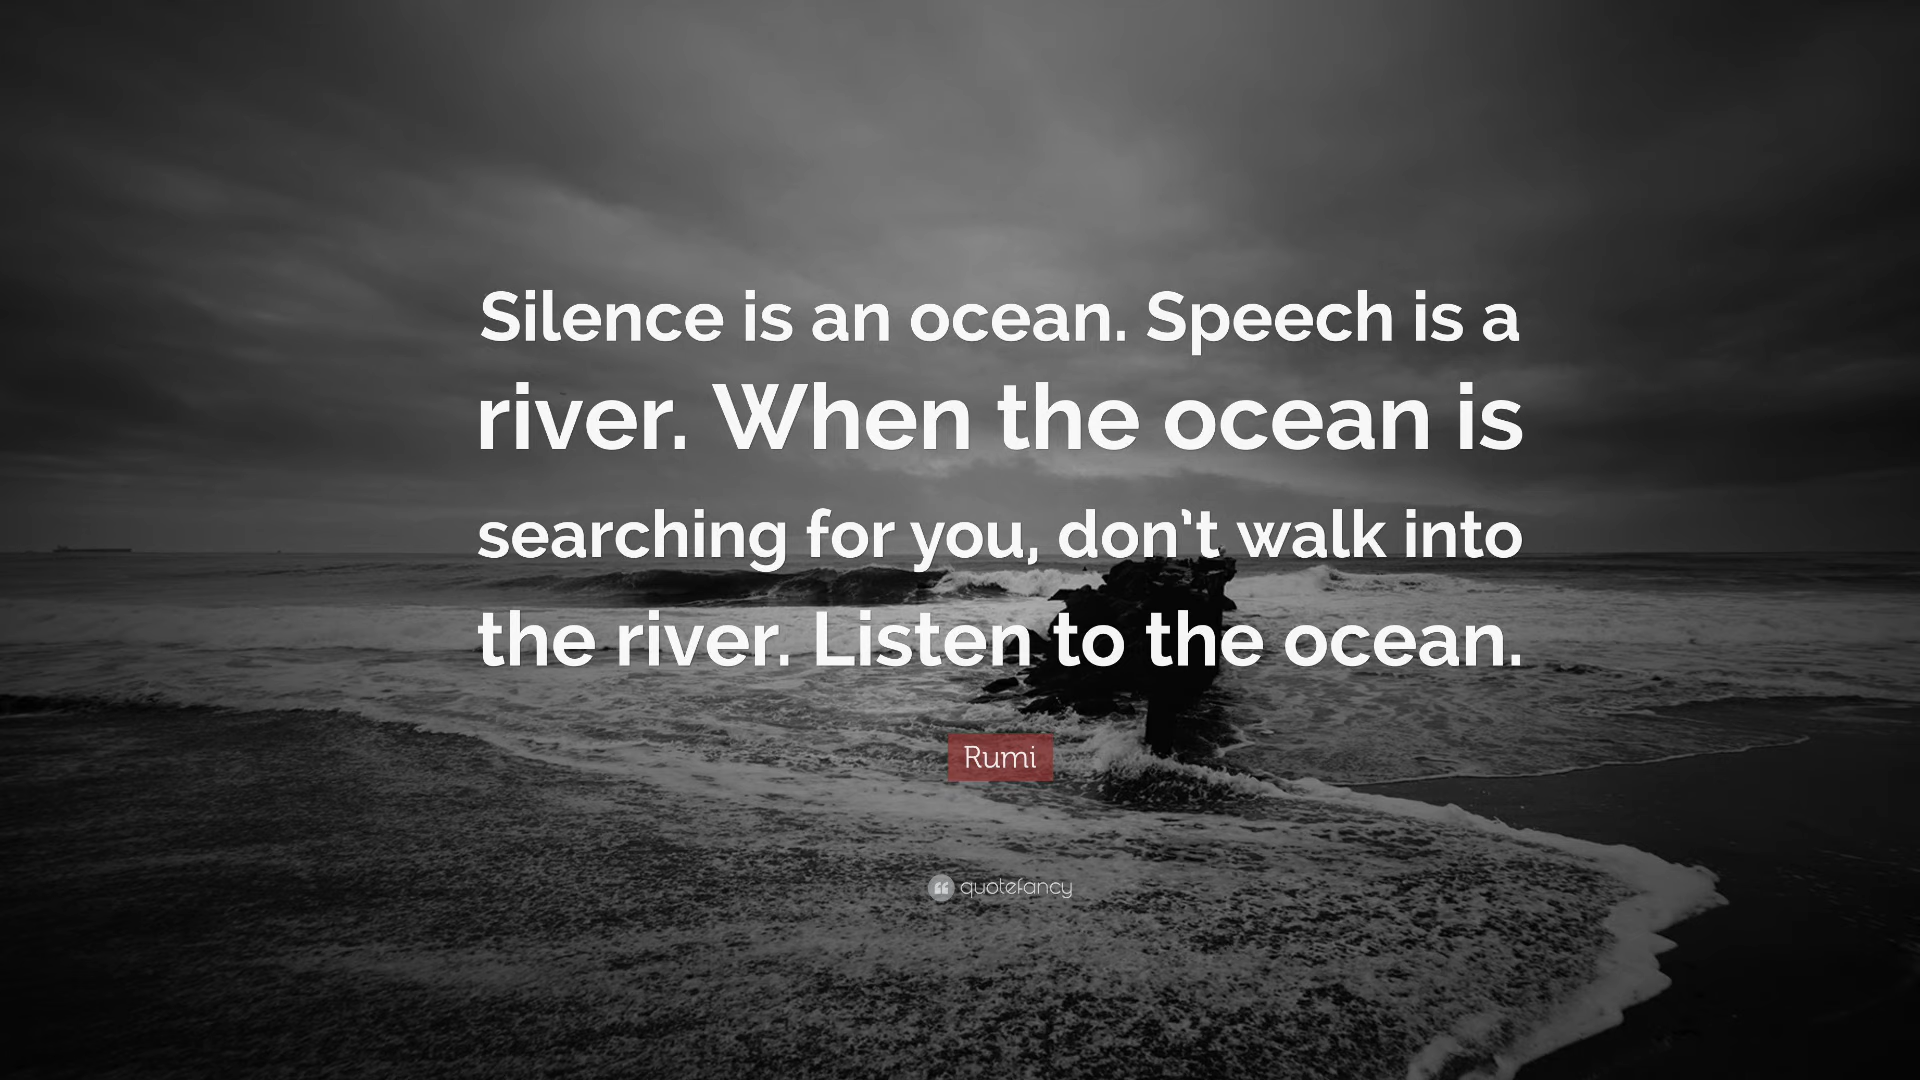 Silence is an ocean. Speech is a
river. When the ocean is
searching for you, don’t walk into
the river. Listen to the ocean.
Rumi
quotefancy